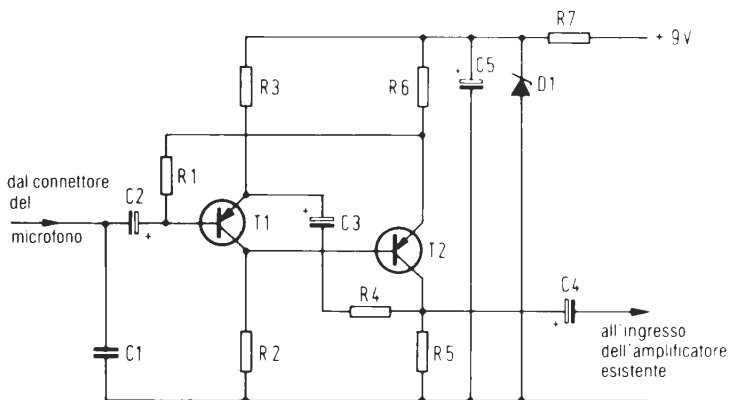 R7
+ 9v
R3
R6
+
C5
D1
R1
dal connettore
del
microfono
C2
+
T1
+
C3
T2
R4
C4
+
C1
R2
R5
all'ingresso
dell'amplificatore
esistente